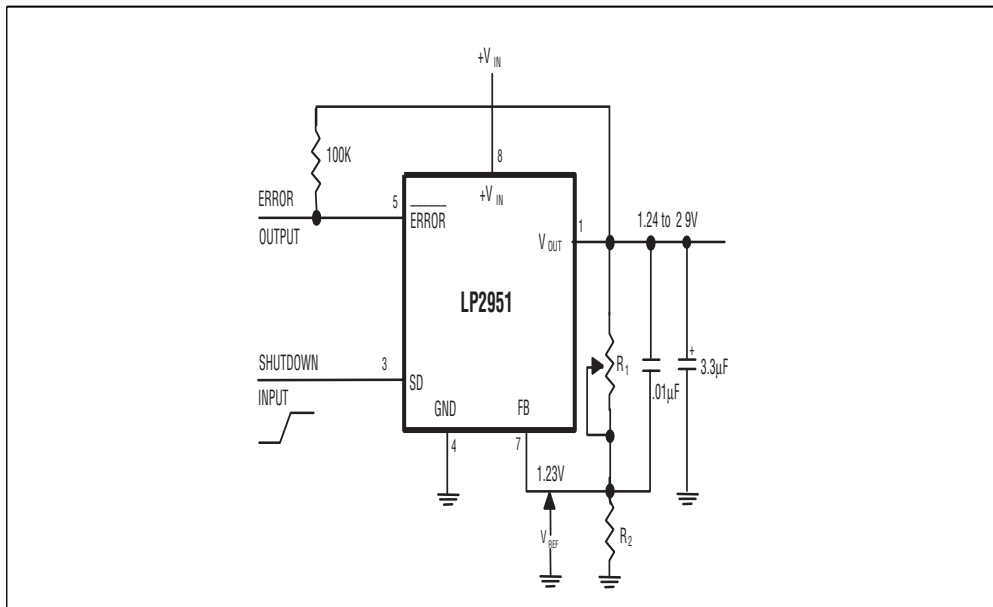 +V IN
100K
8
+V IN
ERROR
5
ERROR
OUTPUT
1
1.24 to 2 9V
V OUT
LP2951
SHUTDOWN
3
SD
INPUT
R1
.01µF
+
3.3µF
GND
FB
4
7
1.23V
V REF
R2